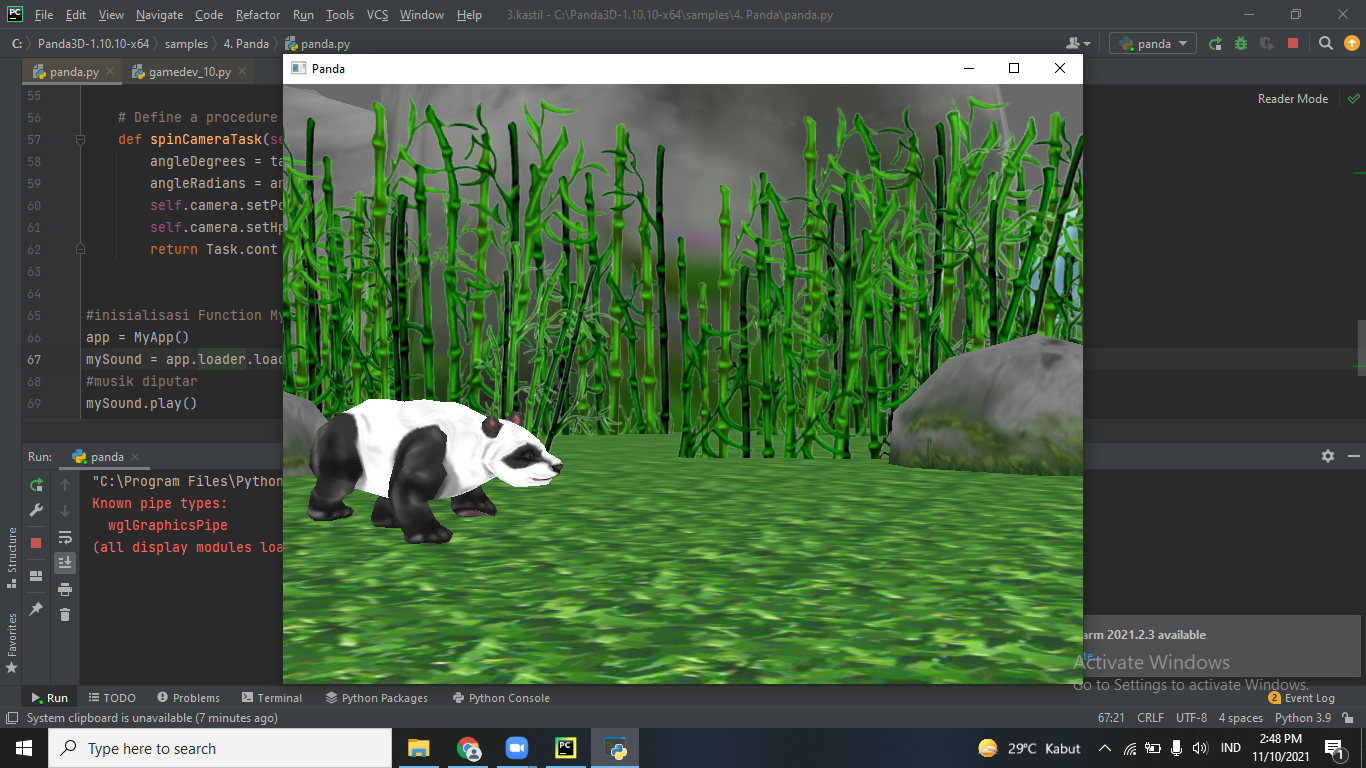 File Edit View Navigate Code Refactor Run Tools VCS Window Help 3.kastil - C:\Panda3D-1.10.10-x64\samples\4. Panda\panda.py
C: Panda3D-1.10.10-x64 samples 4. Panda panda.py
panda
panda.py gamedev_10.py
Panda
Reader Mode
55
56 # Define a procedure
57 def spinCameraTask(se
58 angleDegrees = ta
59 angleRadians = an
60 self.camera.setPo
61 self.camera.setHp
62 return Task.cont
63
64
65 #inisialisasi Function My
66 app = MyApp()
67 mySound = app.loader.load
68 #musik diputar
69 mySound.play()
Run: panda
"C:\Program Files\Python
Known pipe types:
wglGraphicsPipe
(all display modules loa
Structure
Favorites
arm 2021.2.3 available
te...
Activate Windows
Go to Settings to activate Windows.
Run TODO Problems Terminal Python Packages Python Console 2 Event Log
System clipboard is unavailable (7 minutes ago) 67:21 CRLF UTF-8 4 spaces Python 3.9
Type here to search PC 29°C Kabut IND 2:48 PM
11/10/2021 1